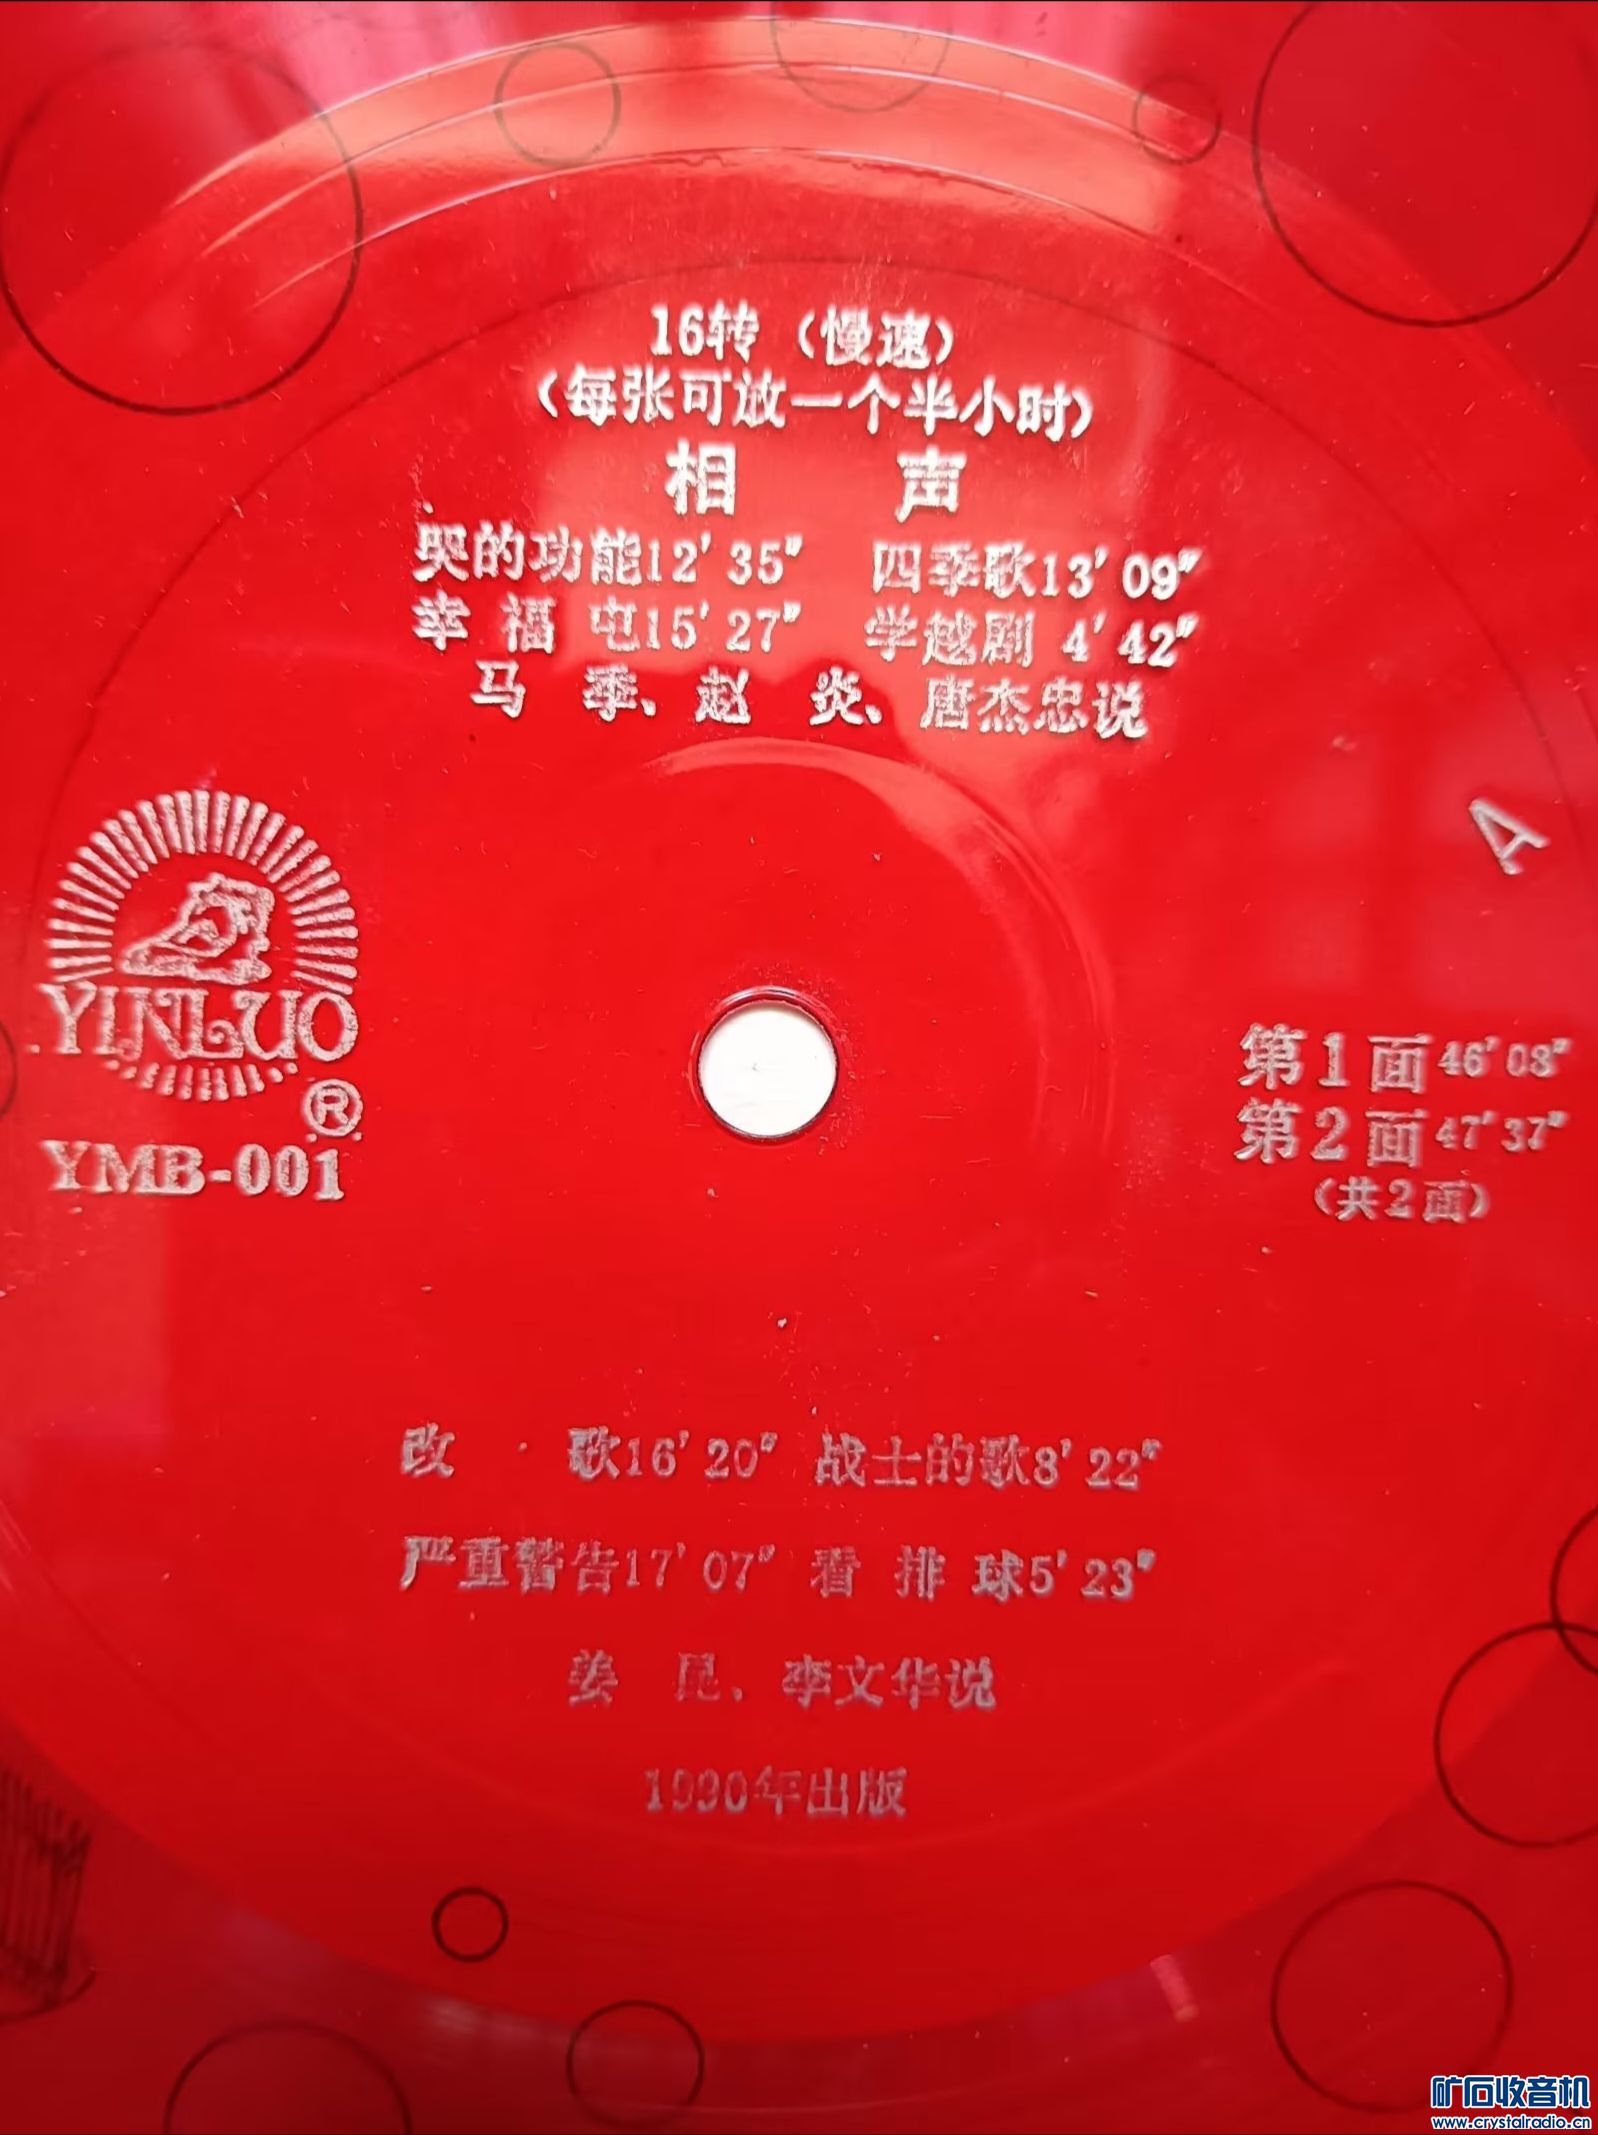 16转（慢速）
（每张可放一个半小时）
相 声
哭的功能12′35″ 四季歌13′09″
幸福屯15′27″ 学越剧 4′42″
马 季、赵 炎、唐杰忠说
A
YINLUO
®
YMB-001
第1面46′08″
第2面47′37″
（共2面）
改 歌16′20″ 战士的歌8′22″
严重警告17′07″ 看排球5′23″
姜 昆、李文华说
1990年出版
矿石收音机
www.crystalradio.cn